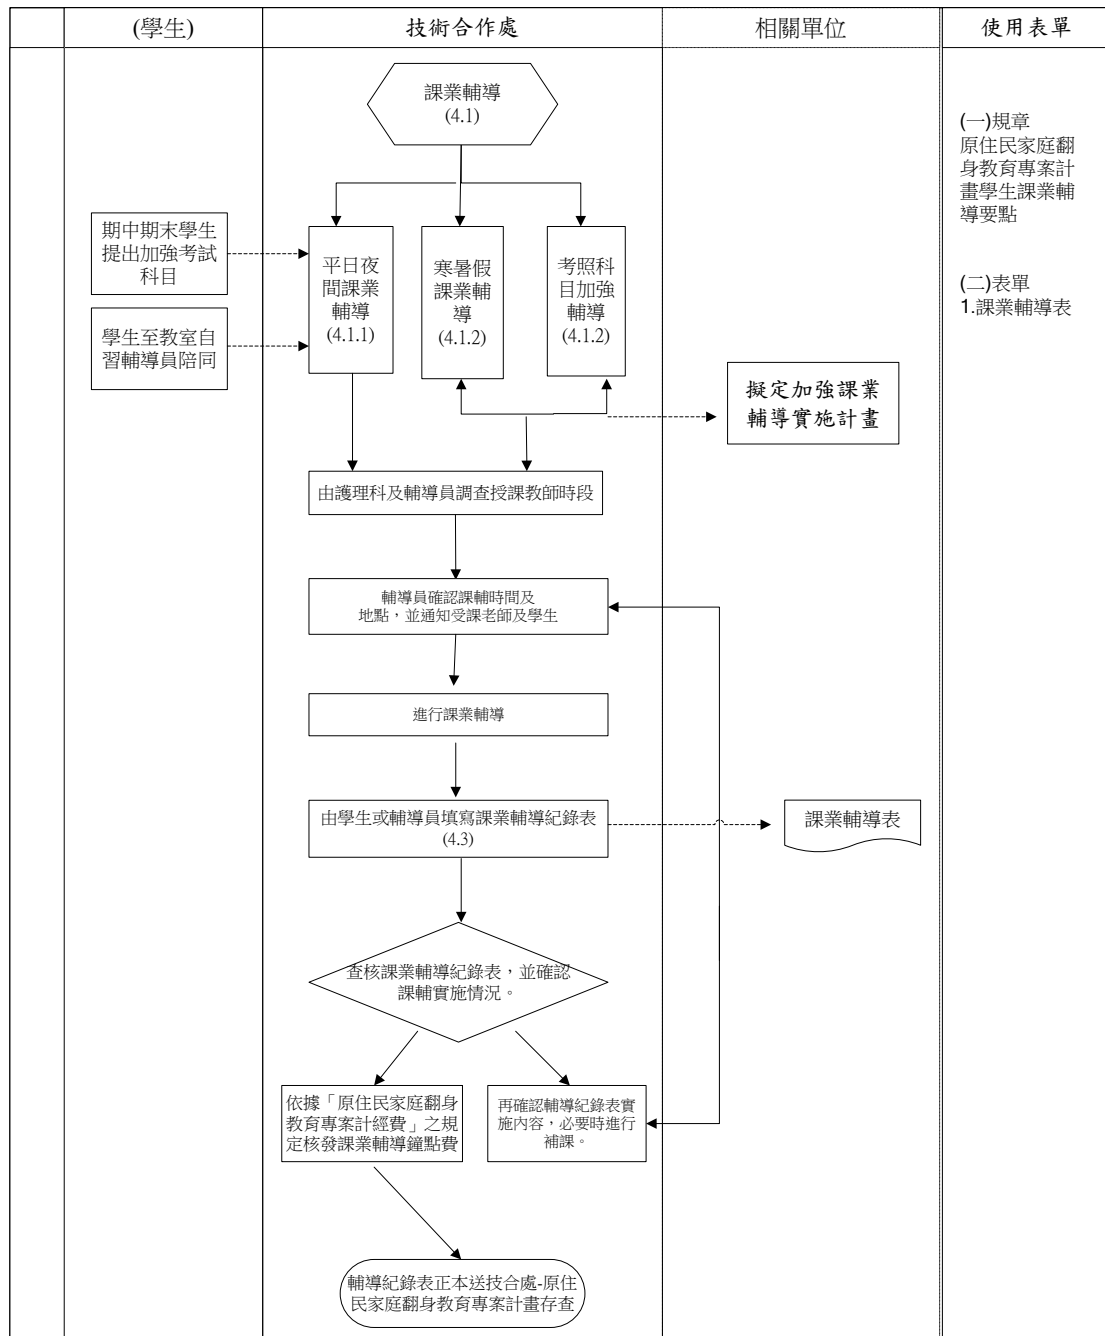 (學生)
技術合作處
相關單位
使用表單
課業輔導
(4.1)
(一)規章
原住民家庭翻
身教育專案計
畫學生課業輔
導要點
(二)表單
1.課業輔導表
期中期末學生
提出加強考試
科目
學生至教室自
習輔導員陪同
平日夜
間課業
輔導
(4.1.1)
寒暑假
課業輔
導
(4.1.2)
考照科
目加強
輔導
(4.1.2)
擬定加強課業
輔導實施計畫
由護理科及輔導員調查授課教師時段
輔導員確認課輔時間及
地點，並通知受課老師及學生
進行課業輔導
由學生或輔導員填寫課業輔導紀錄表
(4.3)
課業輔導表
查核課業輔導紀錄表，並確認
課輔實施情況。
依據「原住民家庭翻身
教育專案計經費」之規
定核發課業輔導鐘點費
再確認輔導紀錄表實
施內容，必要時進行
補課。
輔導紀錄表正本送技合處-原住
民家庭翻身教育專案計畫存查